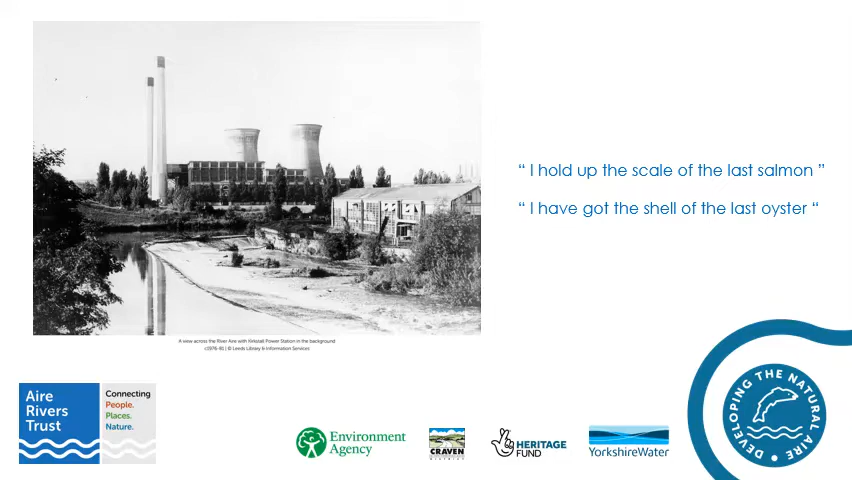 “ I hold up the scale of the last salmon ”
“ I have got the shell of the last oyster “
A view across the River Aire with Kirkstall Power Station in the background
c1976-81 | © Leeds Library & Information Services
Aire
Rivers
Trust
Connecting
People.
Places.
Nature.
Environment
Agency
CRAVEN
DISTRICT
HERITAGE
FUND
YorkshireWater
DEVELOPING THE NATURAL AIRE